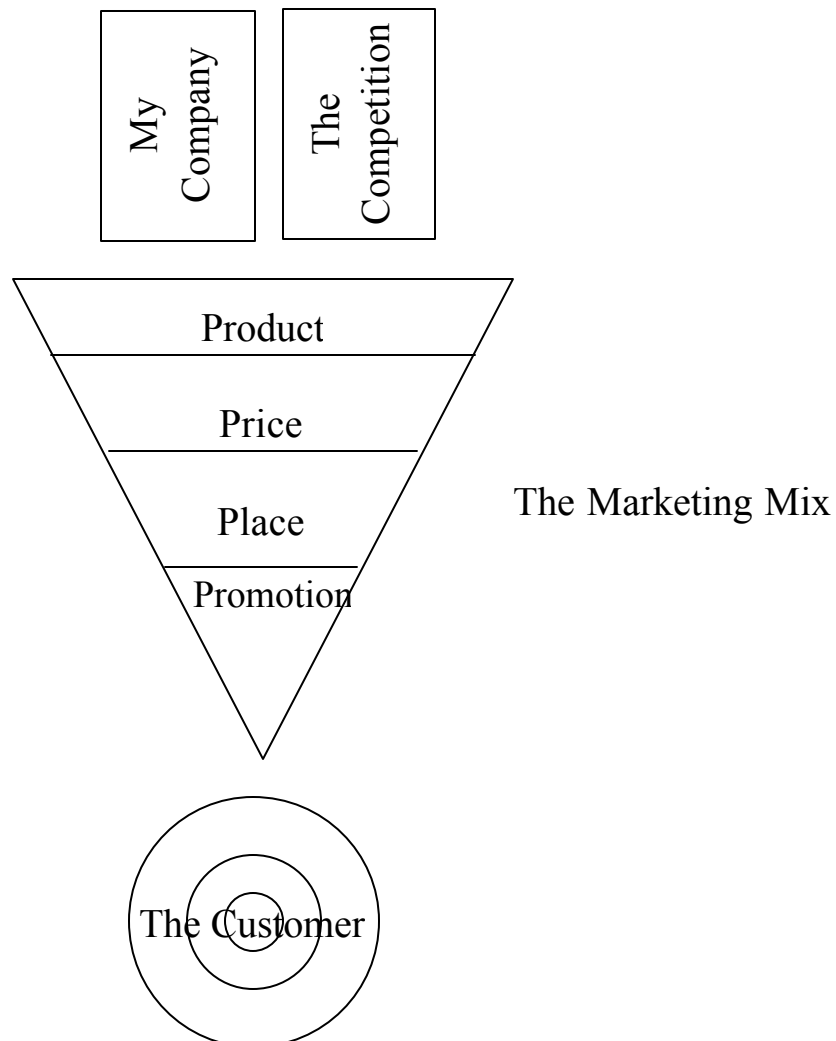 My
Company
The
Competition
Product
Price
Place
The Marketing Mix
Promotion
The Customer